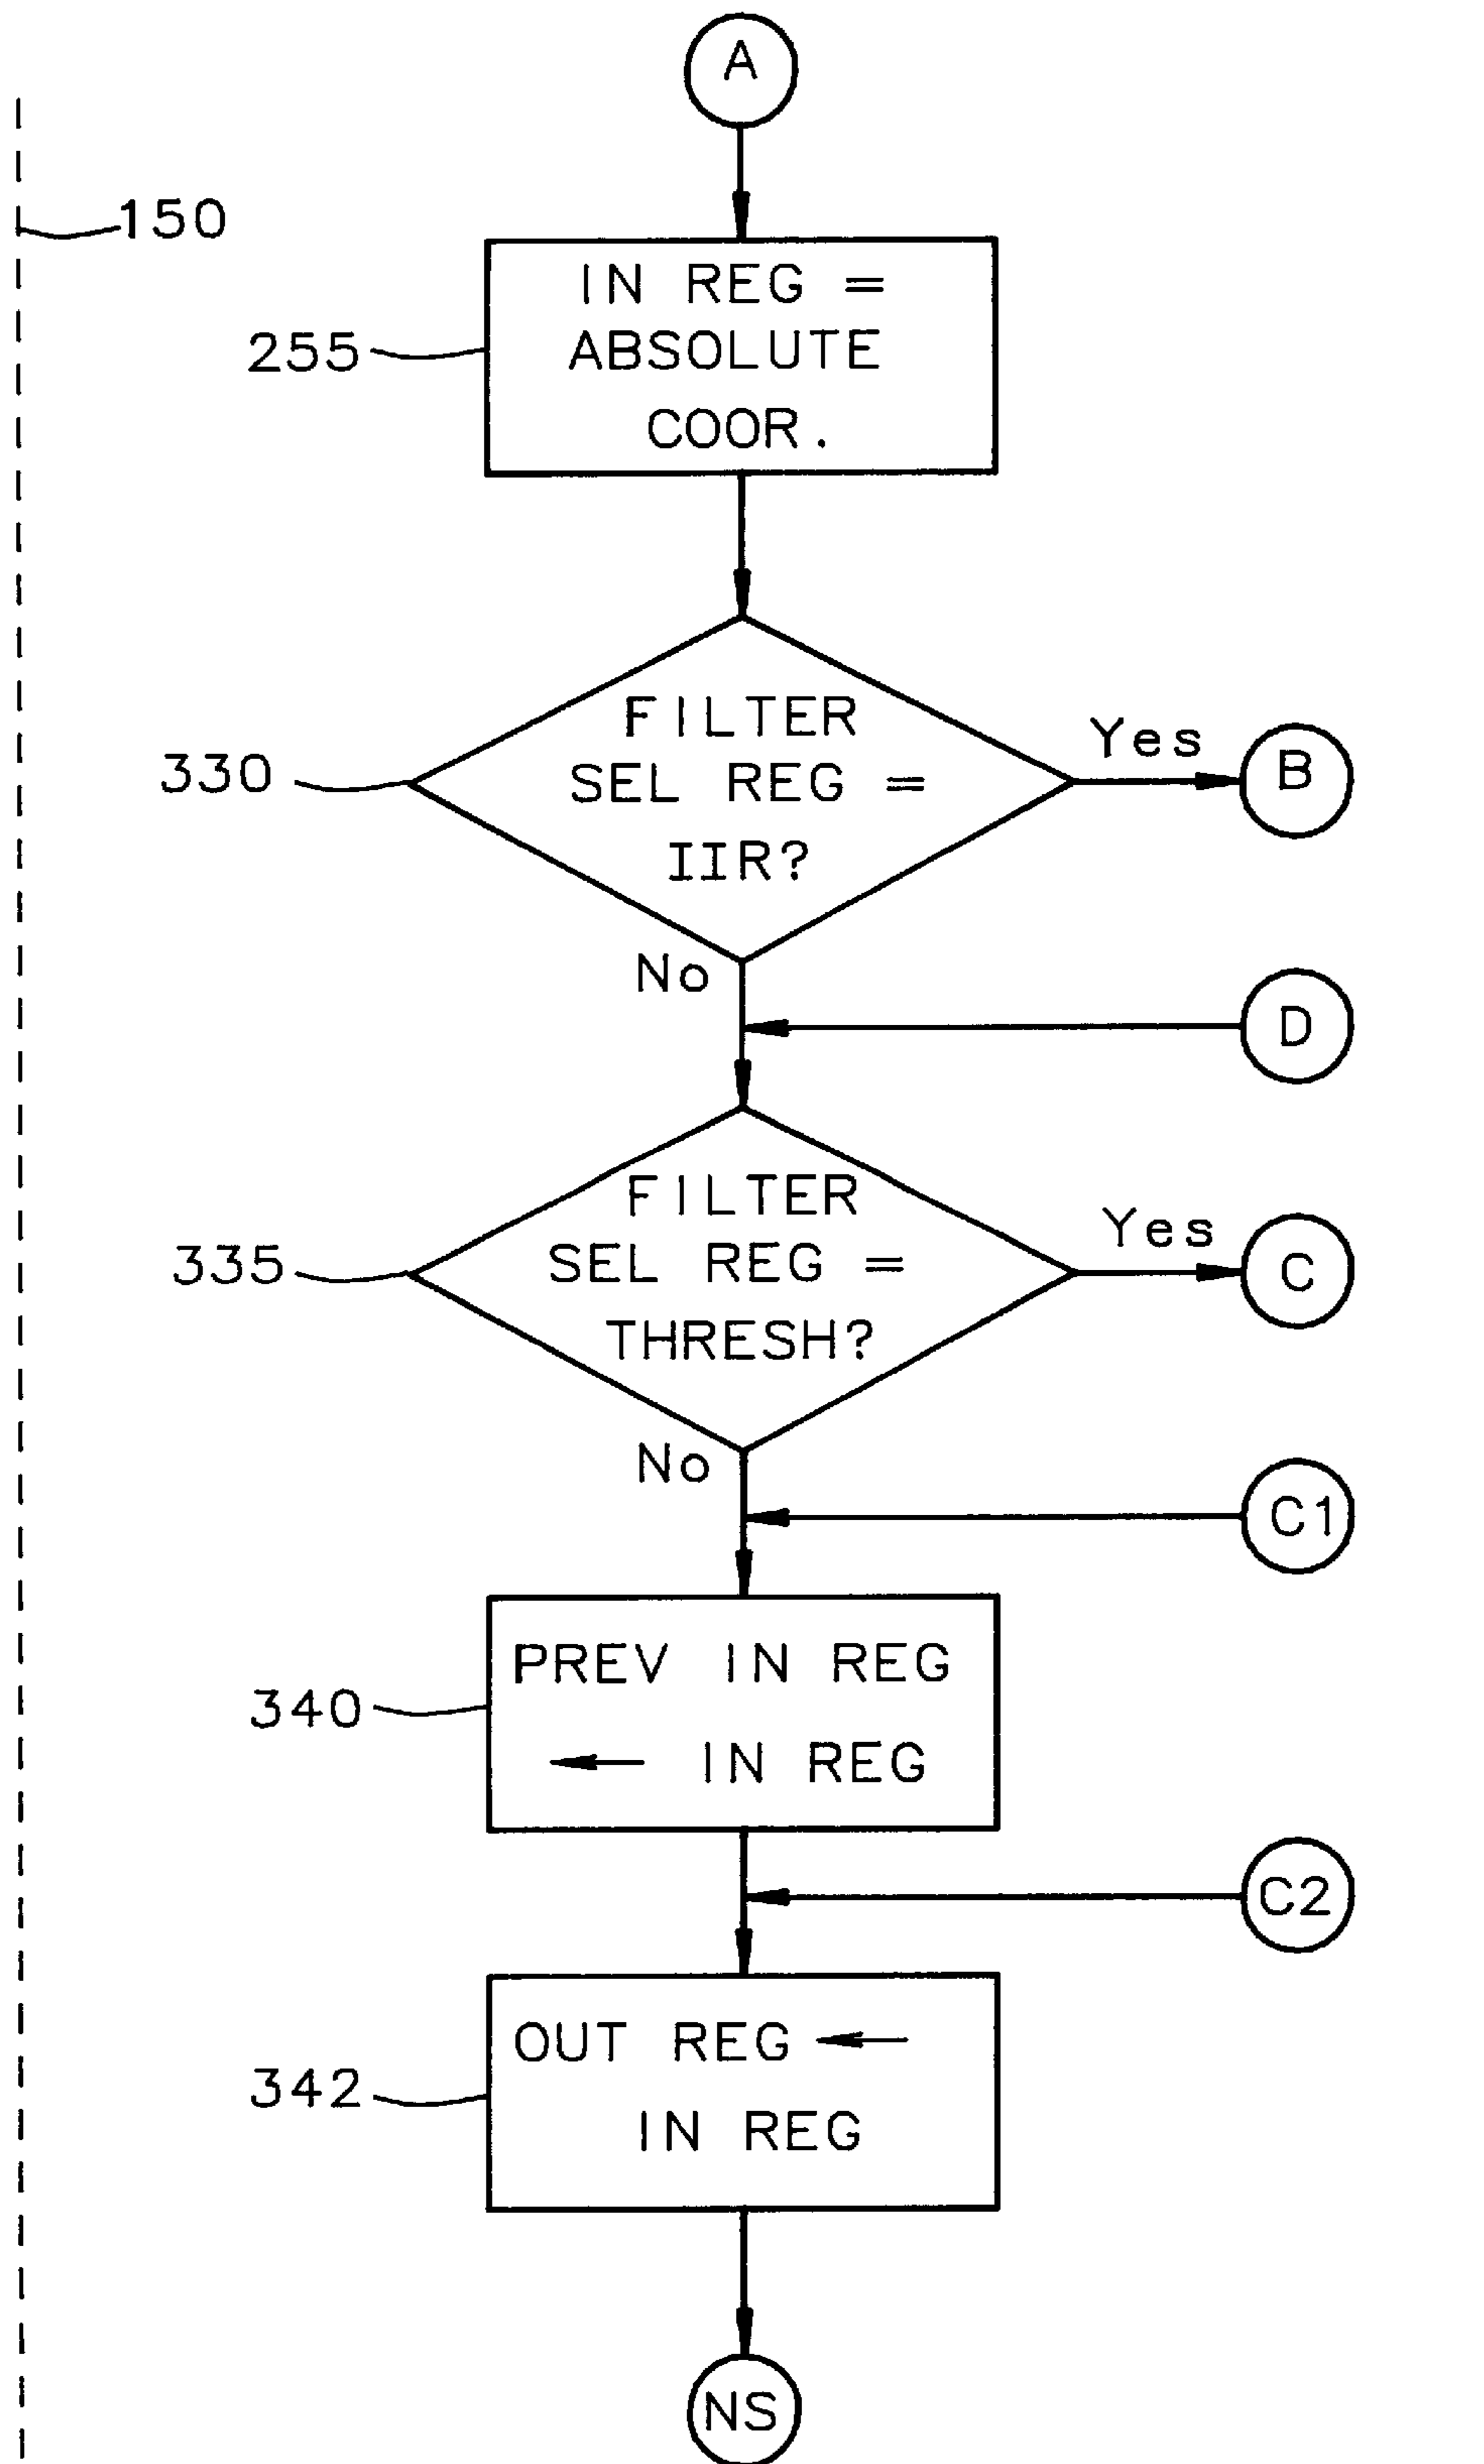 A
150
IN REG =
255
ABSOLUTE
COOR.
FILTER
Yes
330
SEL REG =
B
IIR?
No
D
FILTER
Yes
335
SEL REG =
C
THRESH?
No
C1
PREV IN REG
340
← IN REG
C2
OUT REG ←
342
IN REG
NS